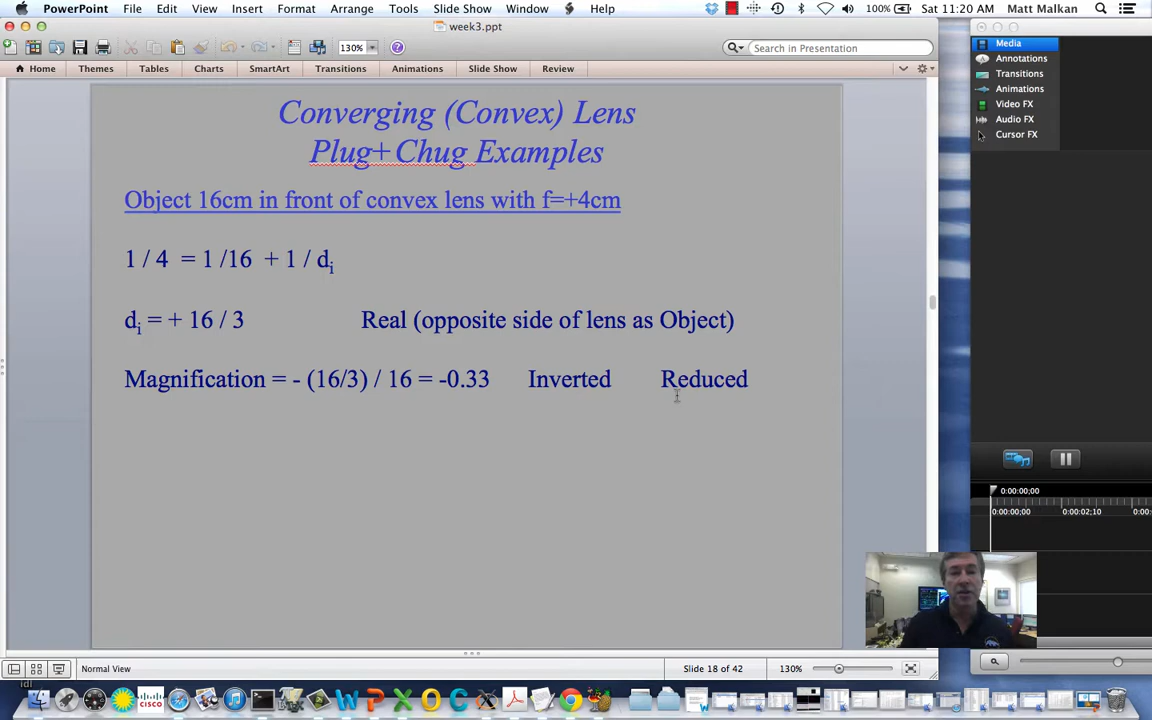 PowerPoint File Edit View Insert Format Arrange Tools Slide Show Window Help 100% Sat 11:20 AM Matt Malkan
week3.ppt
130% Search in Presentation
Home Themes Tables Charts SmartArt Transitions Animations Slide Show Review
Media
Annotations
Transitions
Animations
Video FX
Audio FX
Cursor FX
Converging (Convex) Lens
Plug+Chug Examples
Object 16cm in front of convex lens with f=+4cm
1 / 4 = 1 /16 + 1 / di
di = + 16 / 3 Real (opposite side of lens as Object)
Magnification = - (16/3) / 16 = -0.33 Inverted Reduced
0:00:00;00
0:00:00;00 0:00:02;10 0:00:
Normal View Slide 18 of 42 130%
idl
CISCO